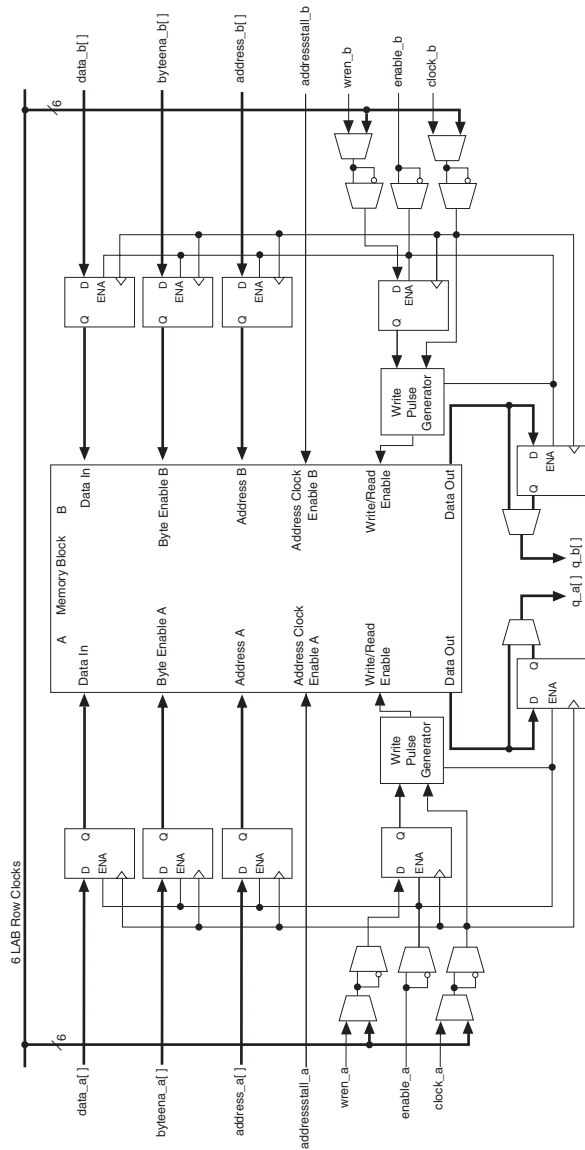 6 LAB Row Clocks
6
6
A Memory Block B
data_a[ ]
D Q
ENA
Data In
Data In
Q D
ENA
data_b[ ]
byteena_a[ ]
D Q
ENA
Byte Enable A
Byte Enable B
Q D
ENA
byteena_b[ ]
address_a[ ]
D Q
ENA
Address A
Address B
Q D
ENA
address_b[ ]
addressstall_a
Address Clock
Enable A
Address Clock
Enable B
addressstall_b
wren_a
D Q
ENA
Write
Pulse
Generator
Write/Read
Enable
Write/Read
Enable
Write
Pulse
Generator
Q D
ENA
wren_b
enable_a
enable_b
clock_a
Data Out
Data Out
clock_b
D Q
ENA
Q D
ENA
q_a[ ]
q_b[ ]